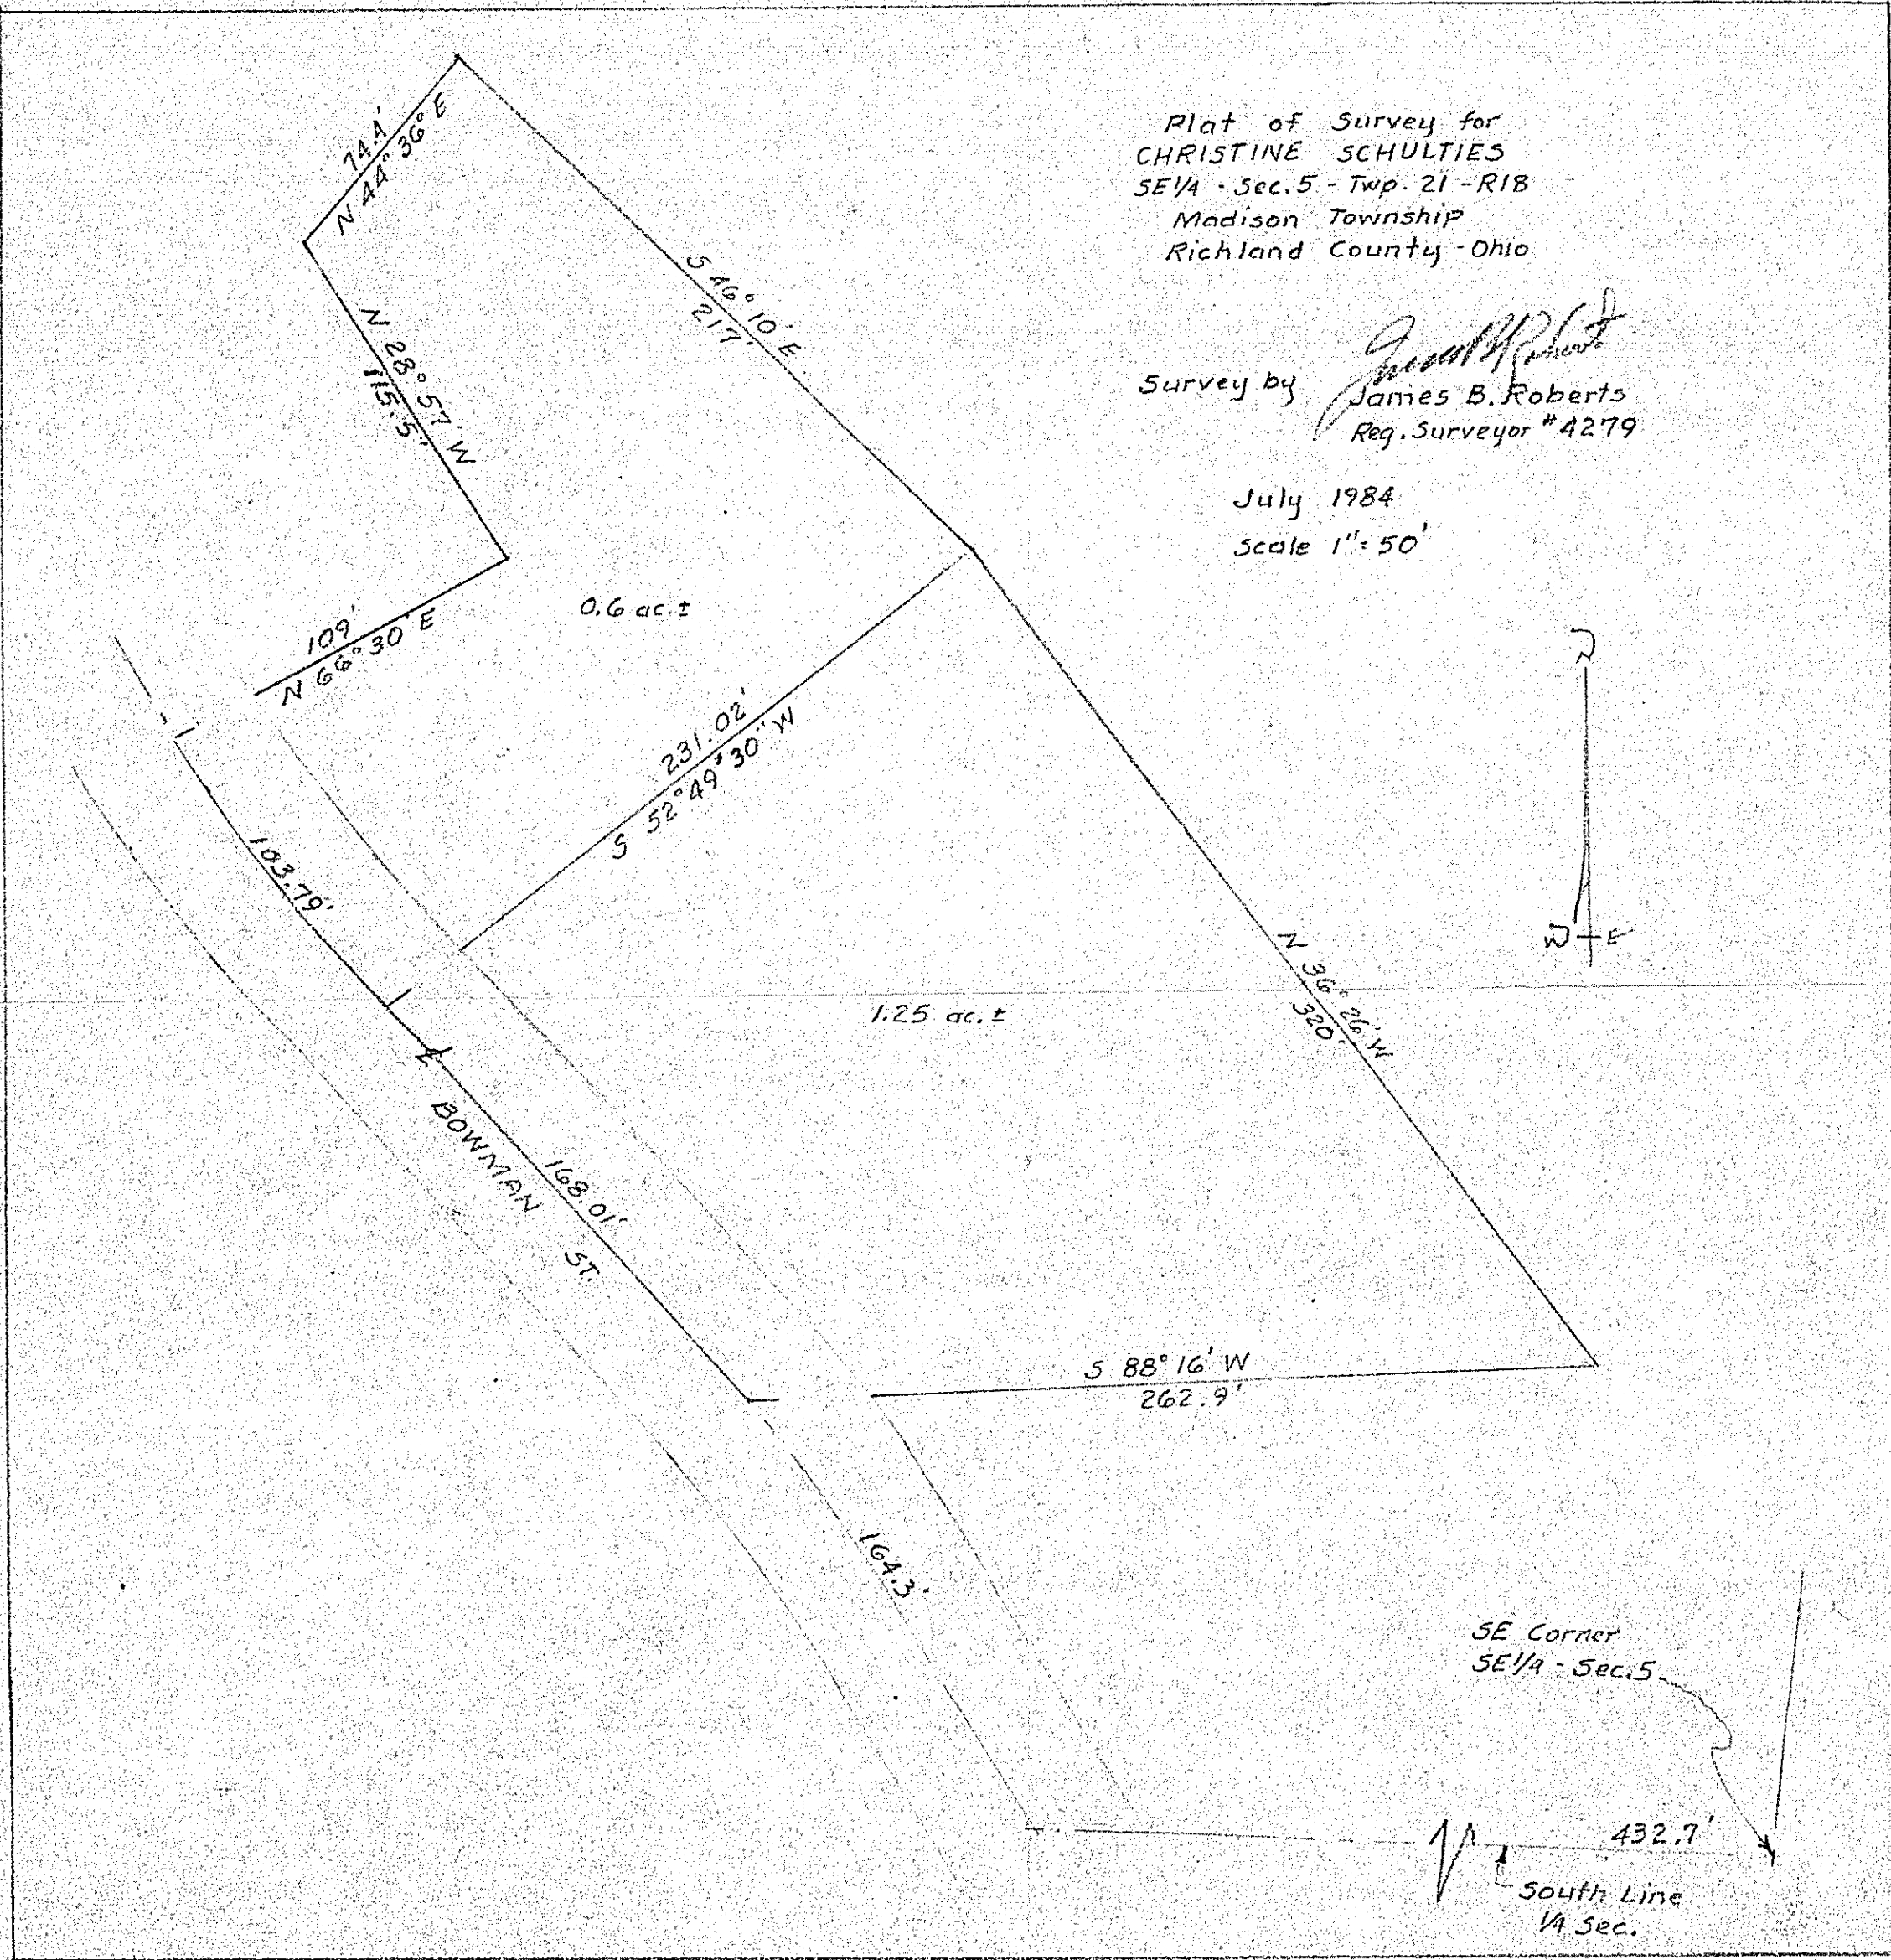 Plat of Survey for
CHRISTINE SCHULTIES
SE 1/4 - Sec. 5 - Twp. 21 - R18
Madison Township
Richland County - Ohio
Survey by
James B. Roberts
Reg. Surveyor #4279
July 1984
Scale 1" = 50'
74.4'
N 44° 36' E
S 46° 10' E
217'
N 28° 57' W
115.5'
109'
N 66° 30' E
0.6 ac. ±
231.02'
S 52° 49' 30" W
103.79'
1.25 ac. ±
N 36° 26' W
320'
W E
BOWMAN ST.
168.01'
S 88° 16' W
262.9'
164.3'
SE Corner
SE 1/4 - Sec. 5
432.7'
South Line
1/4 Sec.